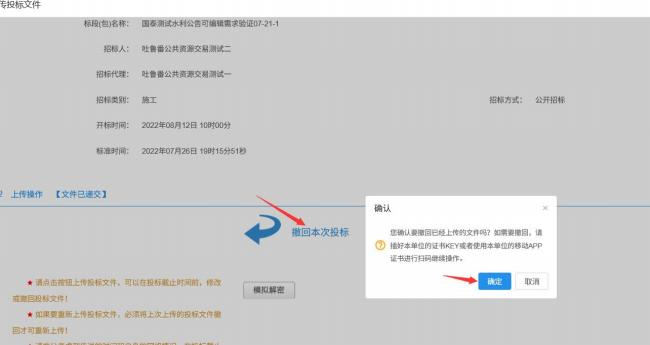 传投标文件
标段(包)名称： 国泰测试水利公告可编辑需求验证07-21-1
招标人： 吐鲁番公共资源交易测试二
招标代理： 吐鲁番公共资源交易测试一
招标类别： 施工 招标方式： 公开招标
开标时间： 2022年08月12日 10时00分
标准时间： 2022年07月26日 19时15分51秒
2 上传操作 【文件已递交】
撤回本次投标
确认 ×
您确认要撤回已经上传的文件吗？如需要撤回，请
插好本单位的证书KEY或者使用本单位的移动APP
证书进行扫码继续操作。
确定 取消
★ 请点击按钮上传投标文件，可以在投标截止时间前，修改
或撤回投标文件！
模拟解密
★ 如果要重新上传投标文件，必须将上次上传的投标文件撤
回才可重新上传！